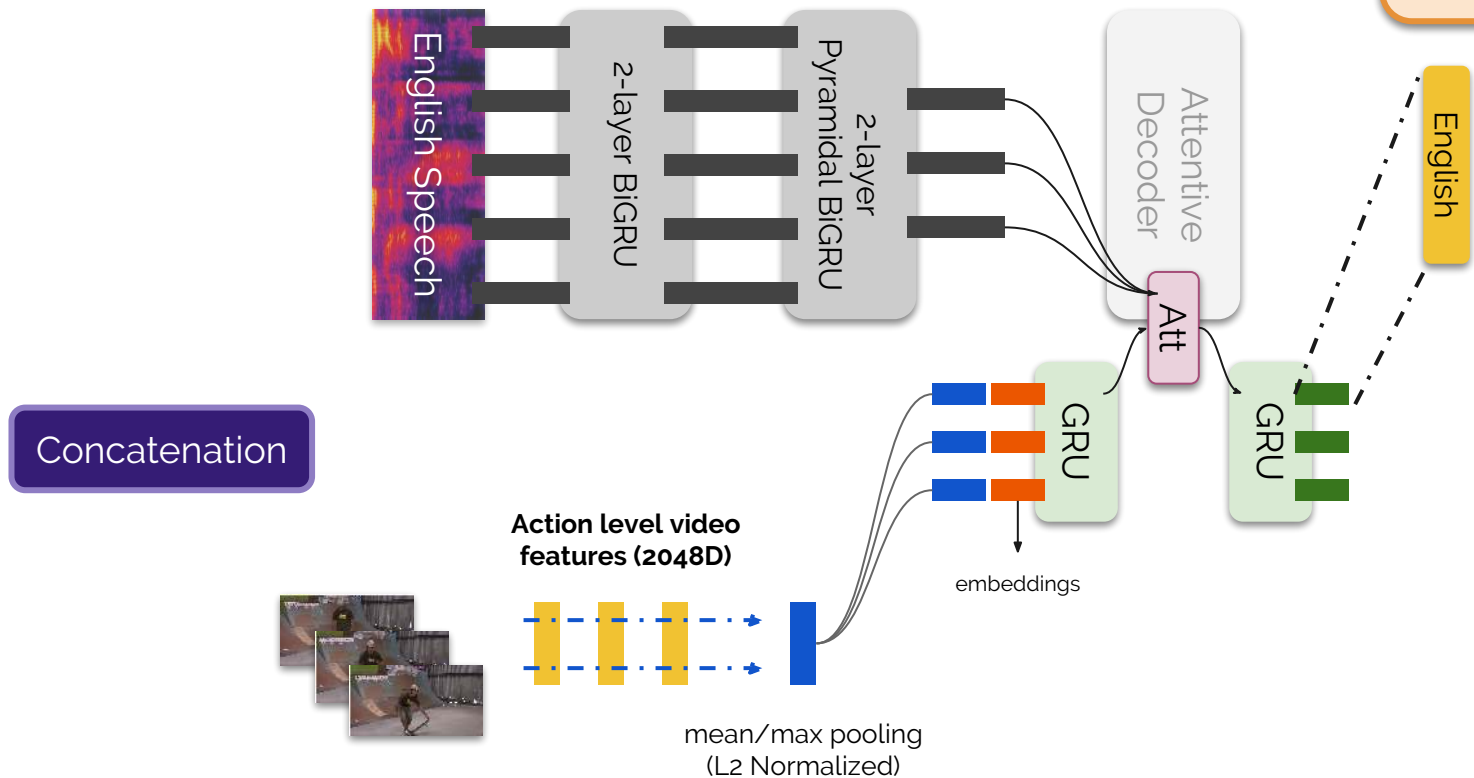 English Speech
2-layer BiGRU
2-layer
Pyramidal BiGRU
Attentive
Decoder
English
Att
GRU
GRU
Concatenation
Action level video
features (2048D)
embeddings
mean/max pooling
(L2 Normalized)